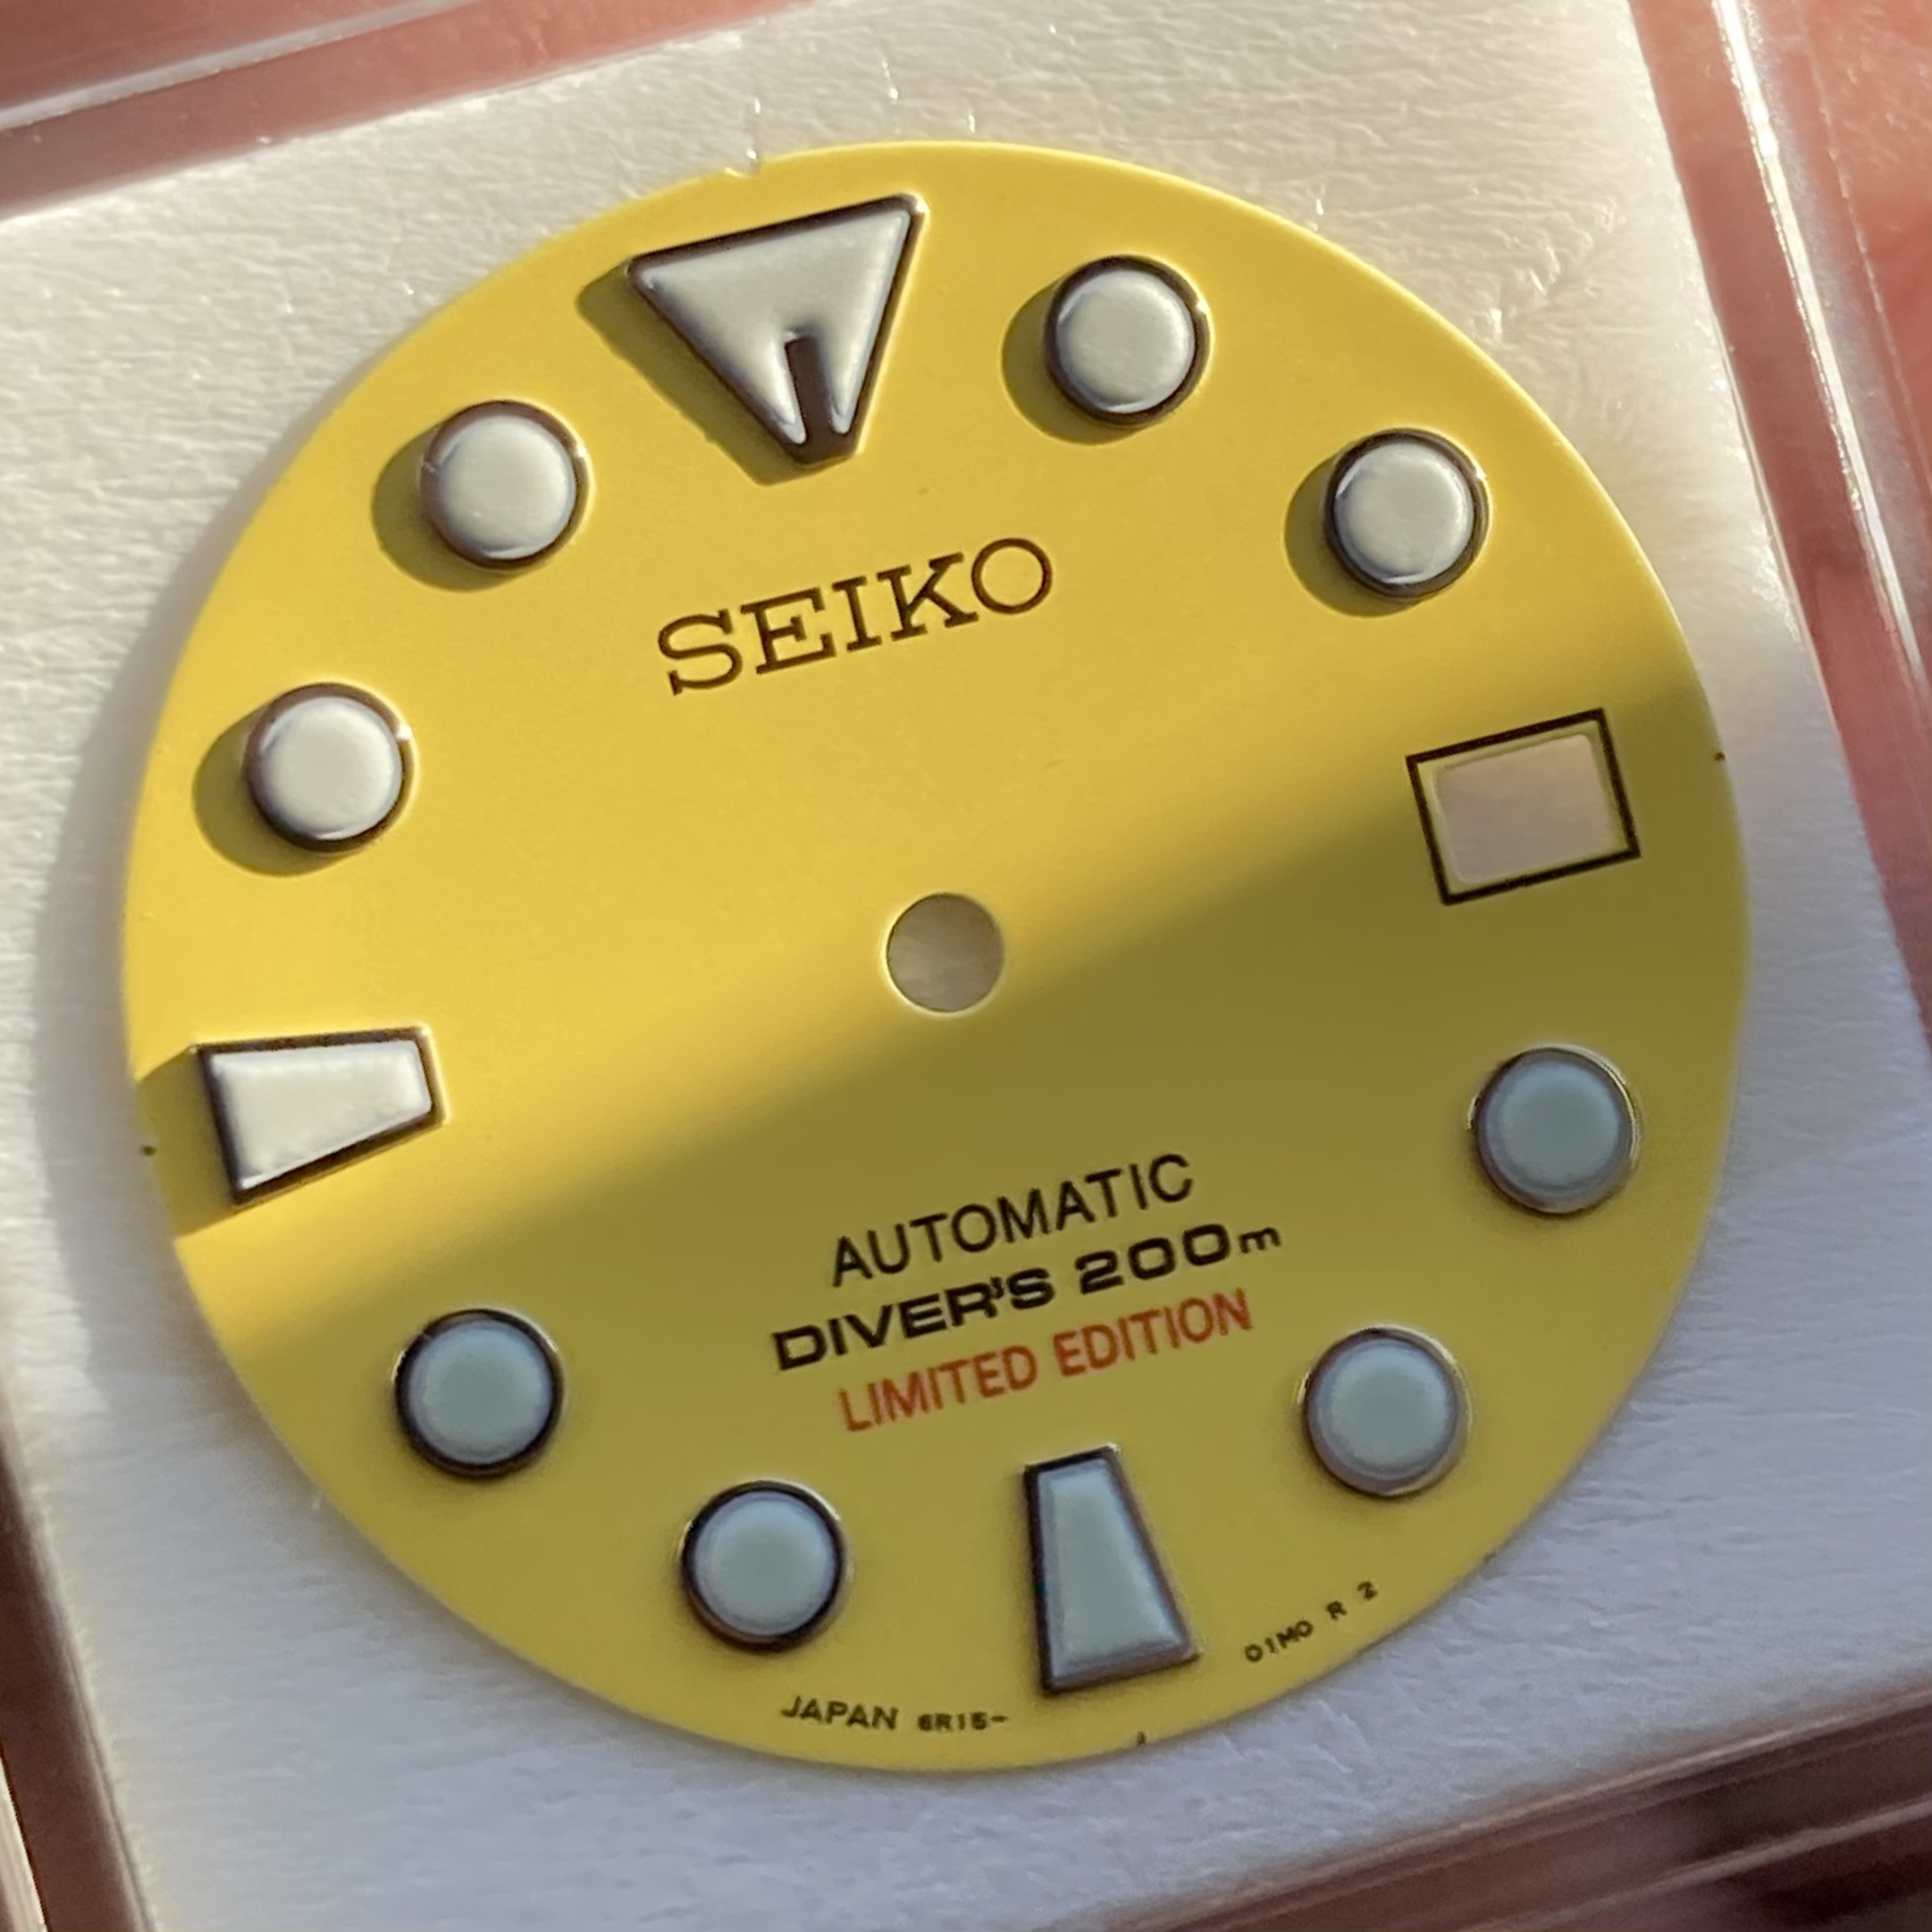 SEIKO
AUTOMATIC
DIVER'S 200m
LIMITED EDITION
JAPAN 6R15-
01M0 R 2